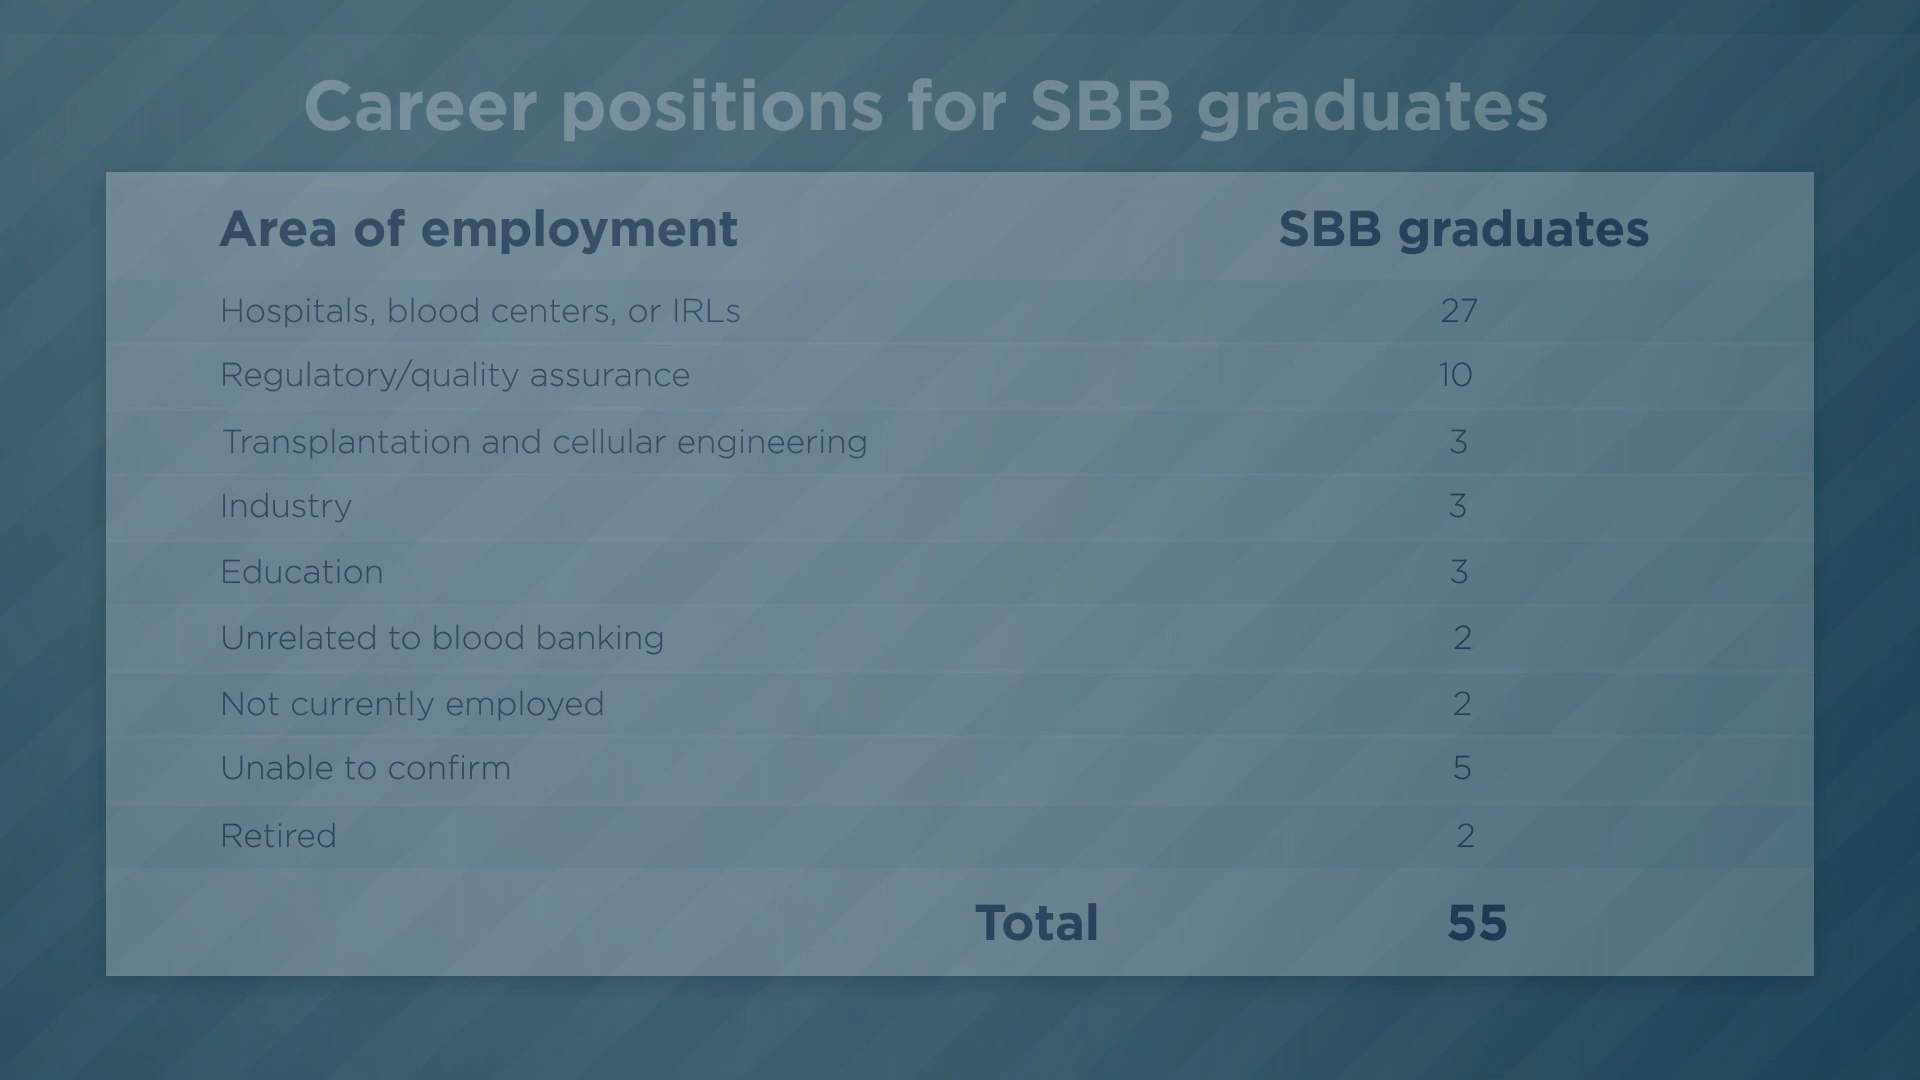 Career positions for SBB graduates
Area of employment SBB graduates
Hospitals, blood centers, or IRLs 27
Regulatory/quality assurance 10
Transplantation and cellular engineering 3
Industry 3
Education 3
Unrelated to blood banking 2
Not currently employed 2
Unable to confirm 5
Retired 2
Total 55